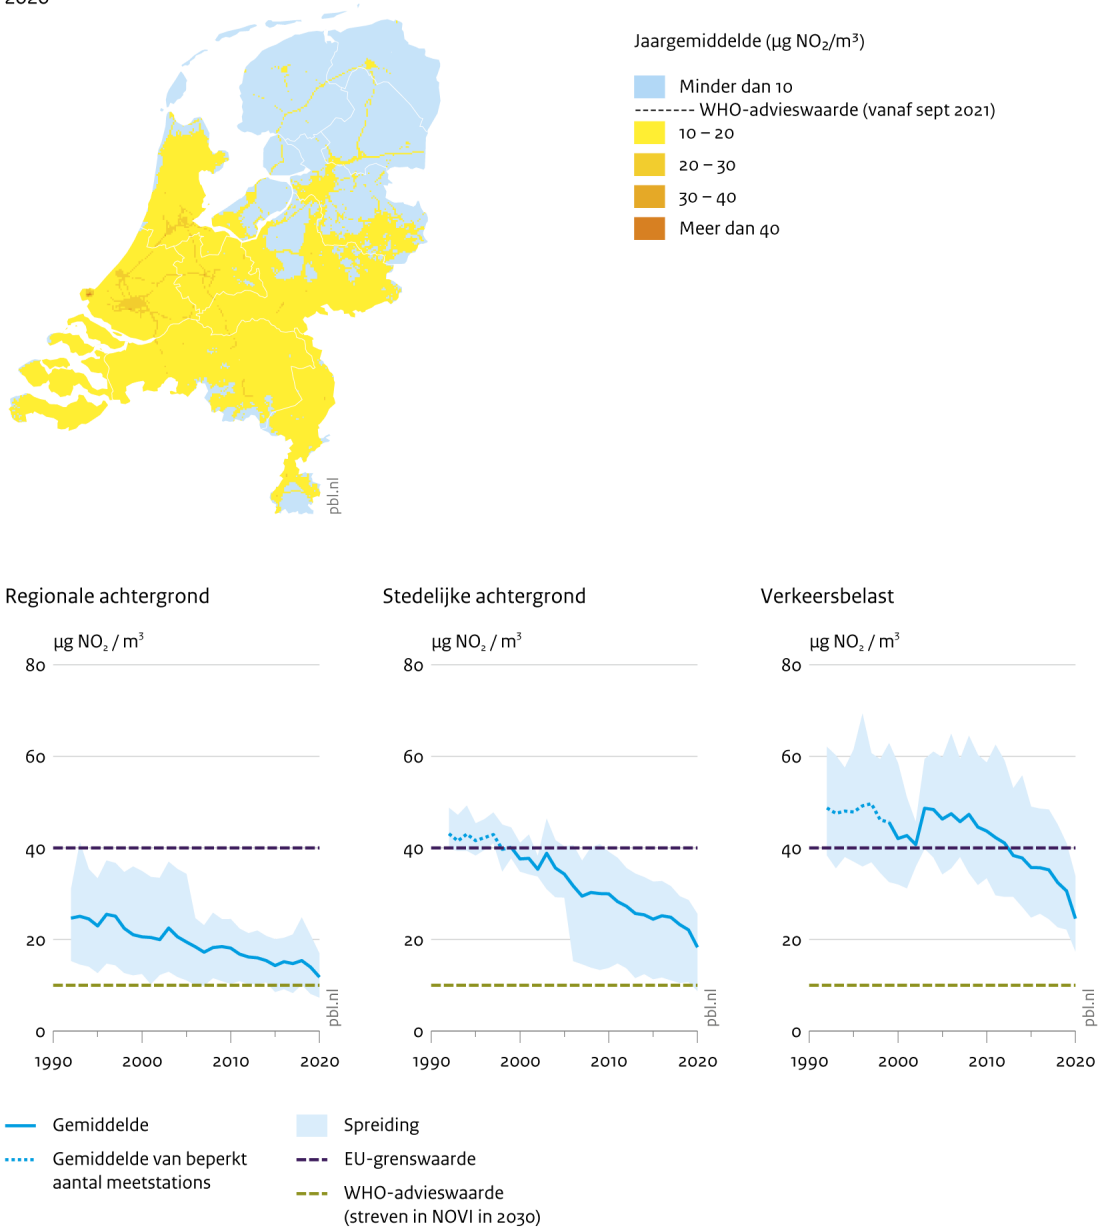 2020
Jaargemiddelde (µg NO₂/m³)
Minder dan 10
WHO-advieswaarde (vanaf sept 2021)
10 – 20
20 – 30
30 – 40
Meer dan 40
pbl.nl
Regionale achtergrond
µg NO₂ / m³
80
60
40
20
0
1990 2000 2010 2020
pbl.nl
Stedelijke achtergrond
µg NO₂ / m³
80
60
40
20
0
1990 2000 2010 2020
pbl.nl
Verkeersbelast
µg NO₂ / m³
80
60
40
20
0
1990 2000 2010 2020
pbl.nl
Gemiddelde
Gemiddelde van beperkt
aantal meetstations
Spreiding
EU-grenswaarde
WHO-advieswaarde
(streven in NOVI in 2030)